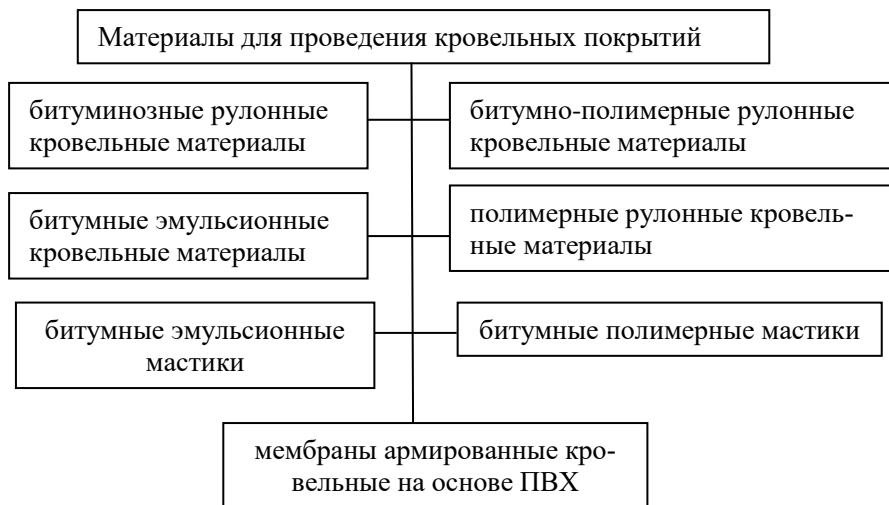 Материалы для проведения кровельных покрытий
битуминозные рулонные
кровельные материалы
битумно-полимерные рулонные
кровельные материалы
битумные эмульсионные
кровельные материалы
полимерные рулонные кровель-
ные материалы
битумные эмульсионные
мастики
битумные полимерные мастики
мембраны армированные кро-
вельные на основе ПВХ